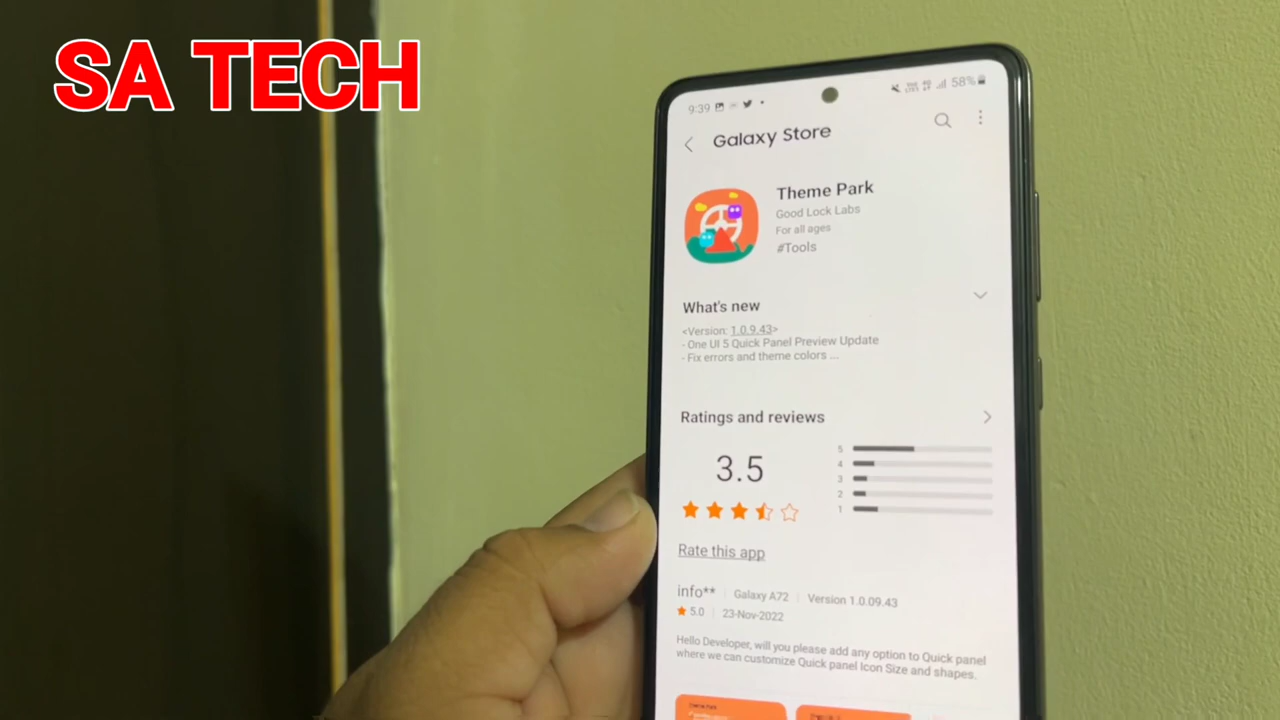 SA TECH
9:39
58%
Galaxy Store
Theme Park
Good Lock Labs
For all ages
#Tools
What's new
<Version: 1.0.9.43>
- One UI 5 Quick Panel Preview Update
- Fix errors and theme colors ...
Ratings and reviews
3.5
5
4
3
2
1
Rate this app
info** Galaxy A72 Version 1.0.09.43
5.0 23-Nov-2022
Hello Developer, will you please add any option to Quick panel
where we can customize Quick panel Icon Size and shapes.
Theme Park